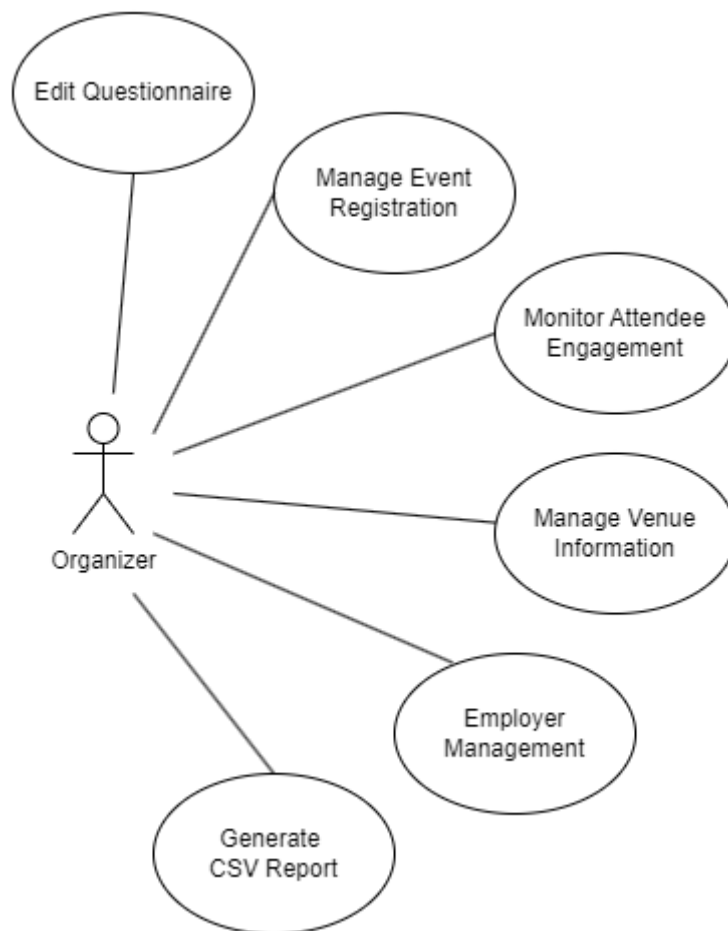 Edit Questionnaire
Manage Event
Registration
Monitor Attendee
Engagement
Manage Venue
Information
Organizer
Employer
Management
Generate
CSV Report